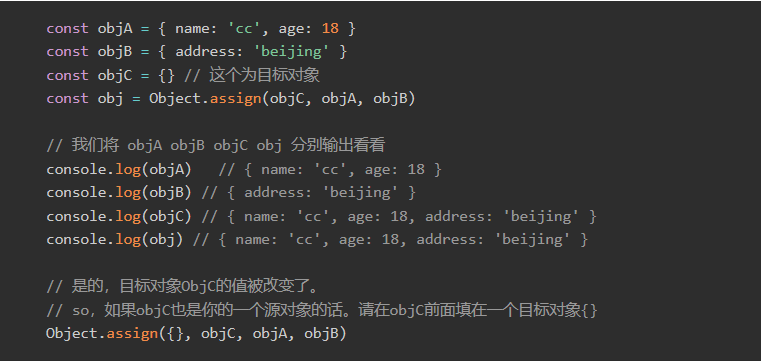 const objA = { name: 'cc', age: 18 }
const objB = { address: 'beijing' }
const objC = {} // 这个为目标对象
const obj = Object.assign(objC, objA, objB)
// 我们将 objA objB objC obj 分别输出看看
console.log(objA)   // { name: 'cc', age: 18 }
console.log(objB) // { address: 'beijing' }
console.log(objC) // { name: 'cc', age: 18, address: 'beijing' }
console.log(obj) // { name: 'cc', age: 18, address: 'beijing' }
// 是的，目标对象ObjC的值被改变了。
// so，如果objC也是你的一个源对象的话。请在objC前面填在一个目标对象{}
Object.assign({}, objC, objA, objB)